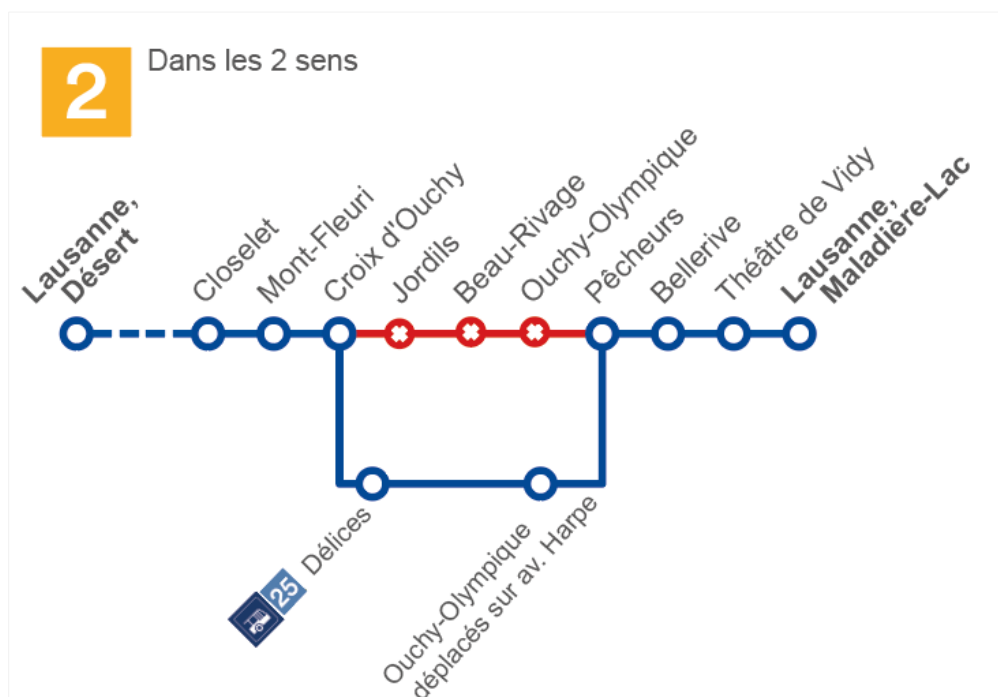 2
Dans les 2 sens
Lausanne,
Désert
Closelet
Mont-Fleuri
Croix d'Ouchy
Jordils
Beau-Rivage
Ouchy-Olympique
Pêcheurs
Bellerive
Théâtre de Vidy
Lausanne,
Maladière-Lac
25 Délices
Ouchy-Olympique
déplacés sur av. Harpe